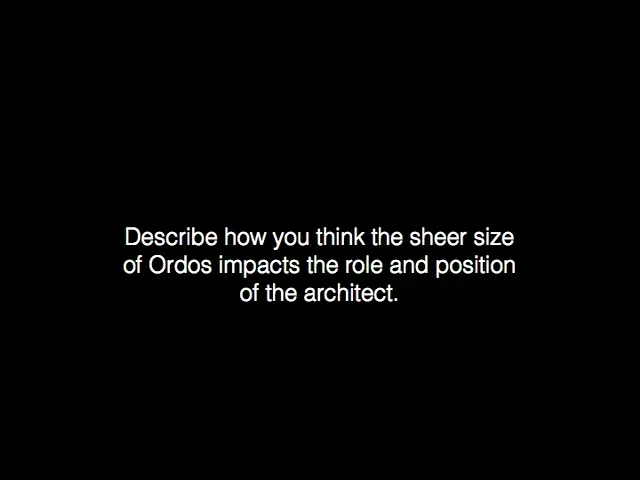 Describe how you think the sheer size
of Ordos impacts the role and position
of the architect.